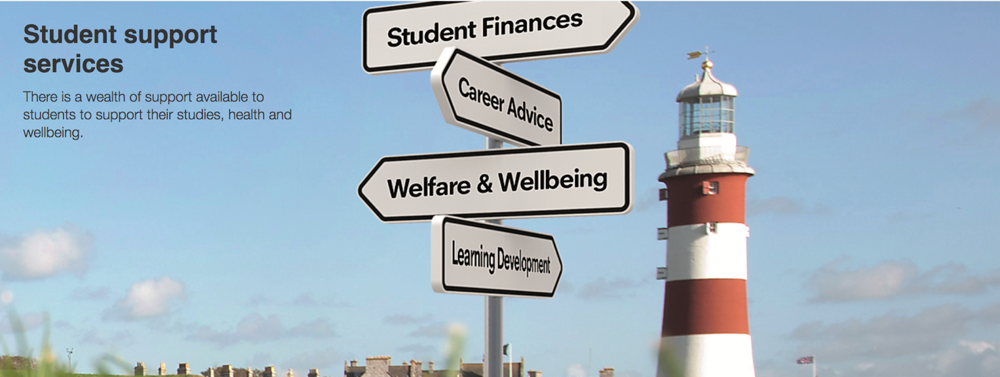 Student support
services
There is a wealth of support available to
students to support their studies, health and
wellbeing.
Student Finances
Career Advice
Welfare & Wellbeing
Learning Development